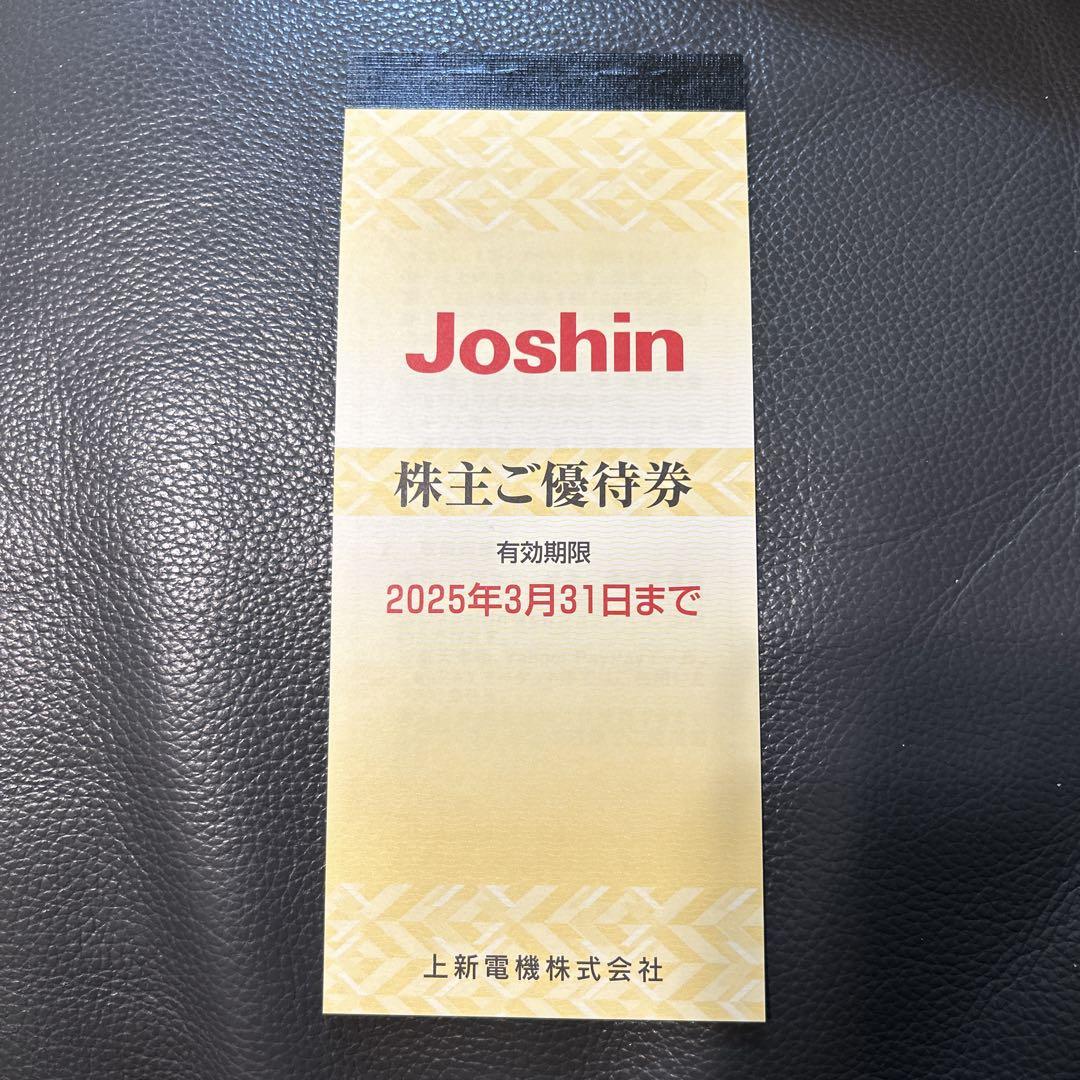 Joshin
株主ご優待券
有効期限
2025年3月31日まで
上新電機株式会社